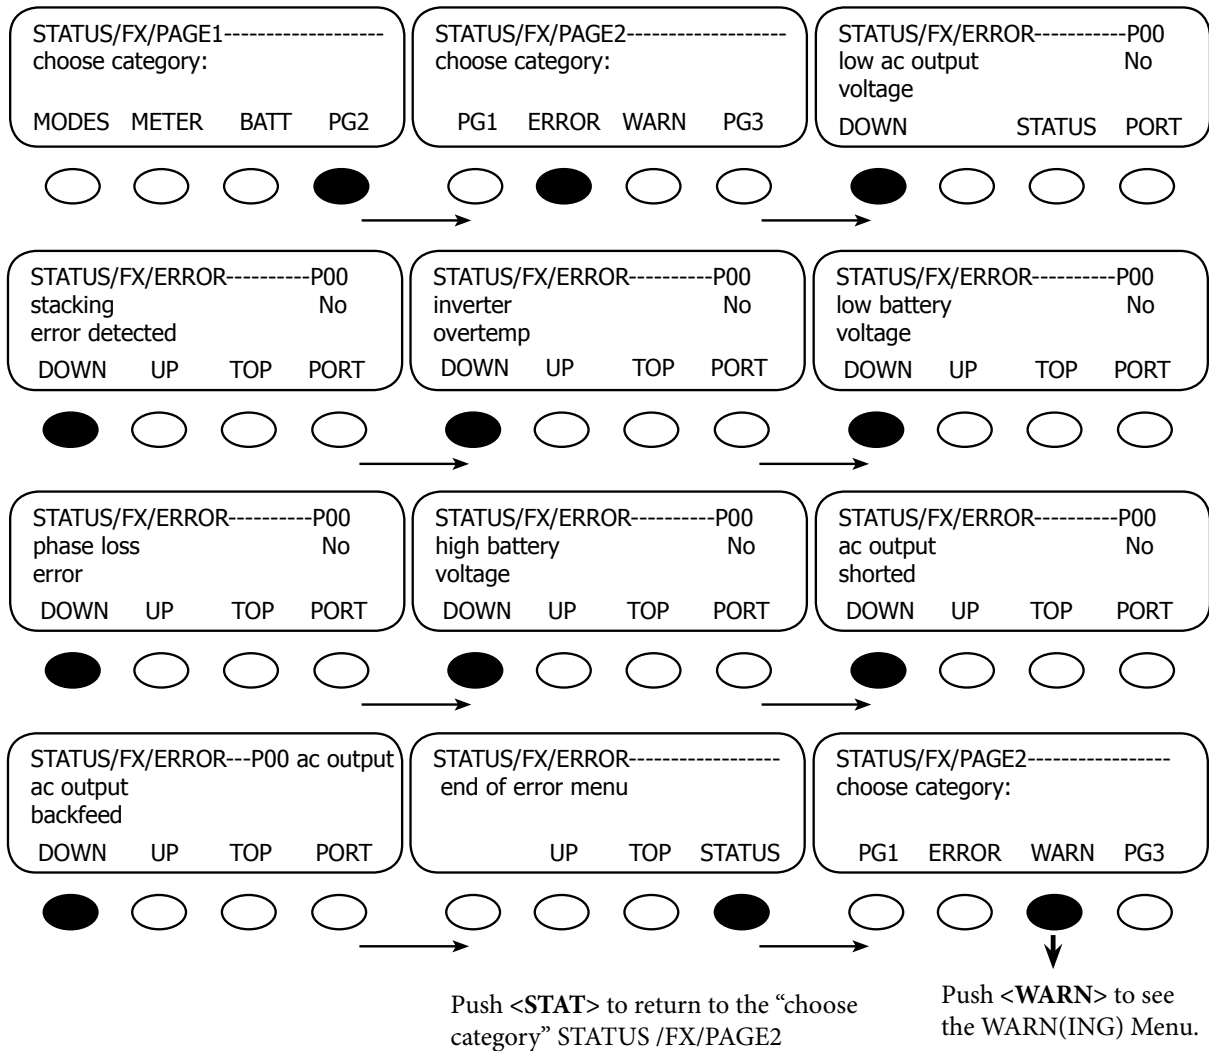 STATUS/FX/PAGE1-------------------
choose category:
MODES METER BATT PG2
STATUS/FX/PAGE2-------------------
choose category:
PG1 ERROR WARN PG3
STATUS/FX/ERROR-----------P00
low ac output No
voltage
DOWN STATUS PORT
STATUS/FX/ERROR----------P00
stacking No
error detected
DOWN UP TOP PORT
STATUS/FX/ERROR----------P00
inverter No
overtemp
DOWN UP TOP PORT
STATUS/FX/ERROR----------P00
low battery No
voltage
DOWN UP TOP PORT
STATUS/FX/ERROR----------P00
phase loss No
error
DOWN UP TOP PORT
STATUS/FX/ERROR----------P00
high battery No
voltage
DOWN UP TOP PORT
STATUS/FX/ERROR----------P00
ac output No
shorted
DOWN UP TOP PORT
STATUS/FX/ERROR---P00 ac output
ac output
backfeed
DOWN UP TOP PORT
STATUS/FX/ERROR------------------
end of error menu
UP TOP STATUS
STATUS/FX/PAGE2-----------------
choose category:
PG1 ERROR WARN PG3
Push <STAT> to return to the “choose
category” STATUS /FX/PAGE2
Push <WARN> to see
the WARN(ING) Menu.